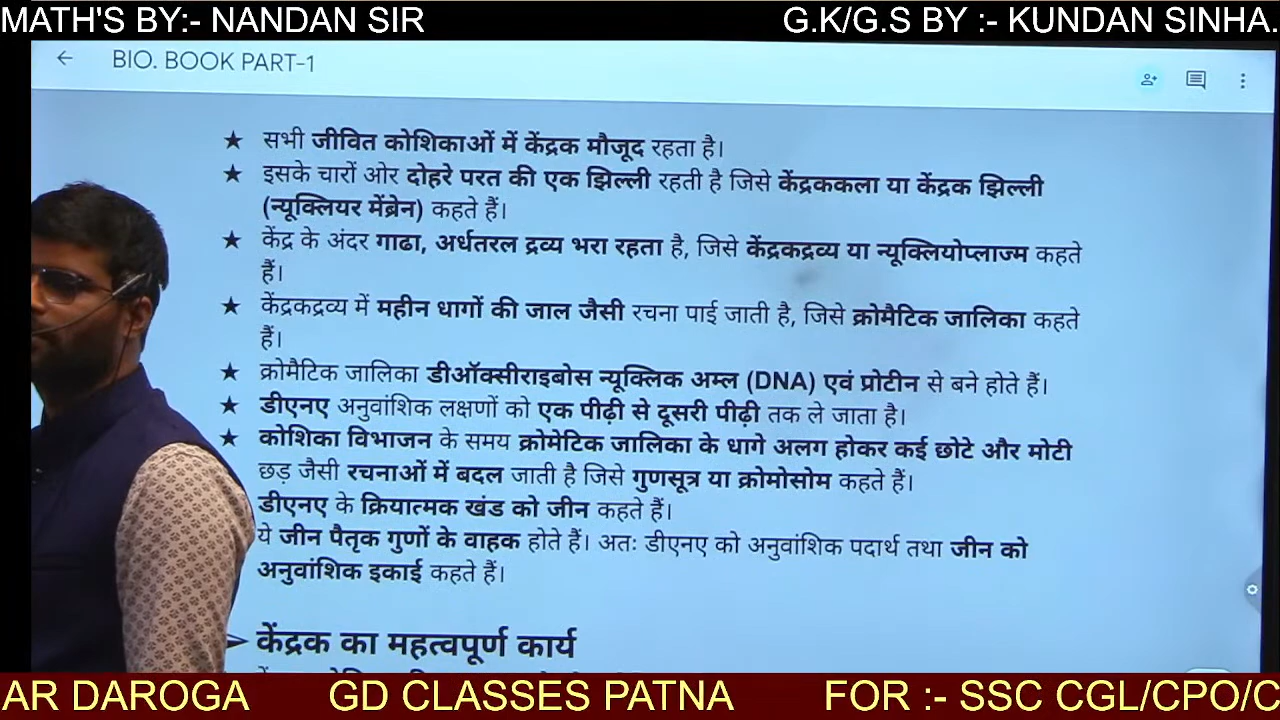 MATH'S BY:- NANDAN SIR G.K/G.S BY :- KUNDAN SINHA.
BIO. BOOK PART-1
★ सभी जीवित कोशिकाओं में केंद्रक मौजूद रहता है।
★ इसके चारों ओर दोहरे परत की एक झिल्ली रहती है जिसे केंद्रककला या केंद्रक झिल्ली
(न्यूक्लियर मेंब्रेन) कहते हैं।
★ केंद्र के अंदर गाढा, अर्धतरल द्रव्य भरा रहता है, जिसे केंद्रकद्रव्य या न्यूक्लियोप्लाज्म कहते
हैं।
★ केंद्रकद्रव्य में महीन धागों की जाल जैसी रचना पाई जाती है, जिसे क्रोमैटिक जालिका कहते
हैं।
★ क्रोमैटिक जालिका डीऑक्सीराइबोस न्यूक्लिक अम्ल (DNA) एवं प्रोटीन से बने होते हैं।
★ डीएनए अनुवांशिक लक्षणों को एक पीढ़ी से दूसरी पीढ़ी तक ले जाता है।
★ कोशिका विभाजन के समय क्रोमेटिक जालिका के धागे अलग होकर कई छोटे और मोटी
छड़ जैसी रचनाओं में बदल जाती है जिसे गुणसूत्र या क्रोमोसोम कहते हैं।
डीएनए के क्रियात्मक खंड को जीन कहते हैं।
ये जीन पैतृक गुणों के वाहक होते हैं। अतः डीएनए को अनुवांशिक पदार्थ तथा जीन को
अनुवांशिक इकाई कहते हैं।
➤ केंद्रक का महत्वपूर्ण कार्य
AR DAROGA GD CLASSES PATNA FOR :- SSC CGL/CPO/C